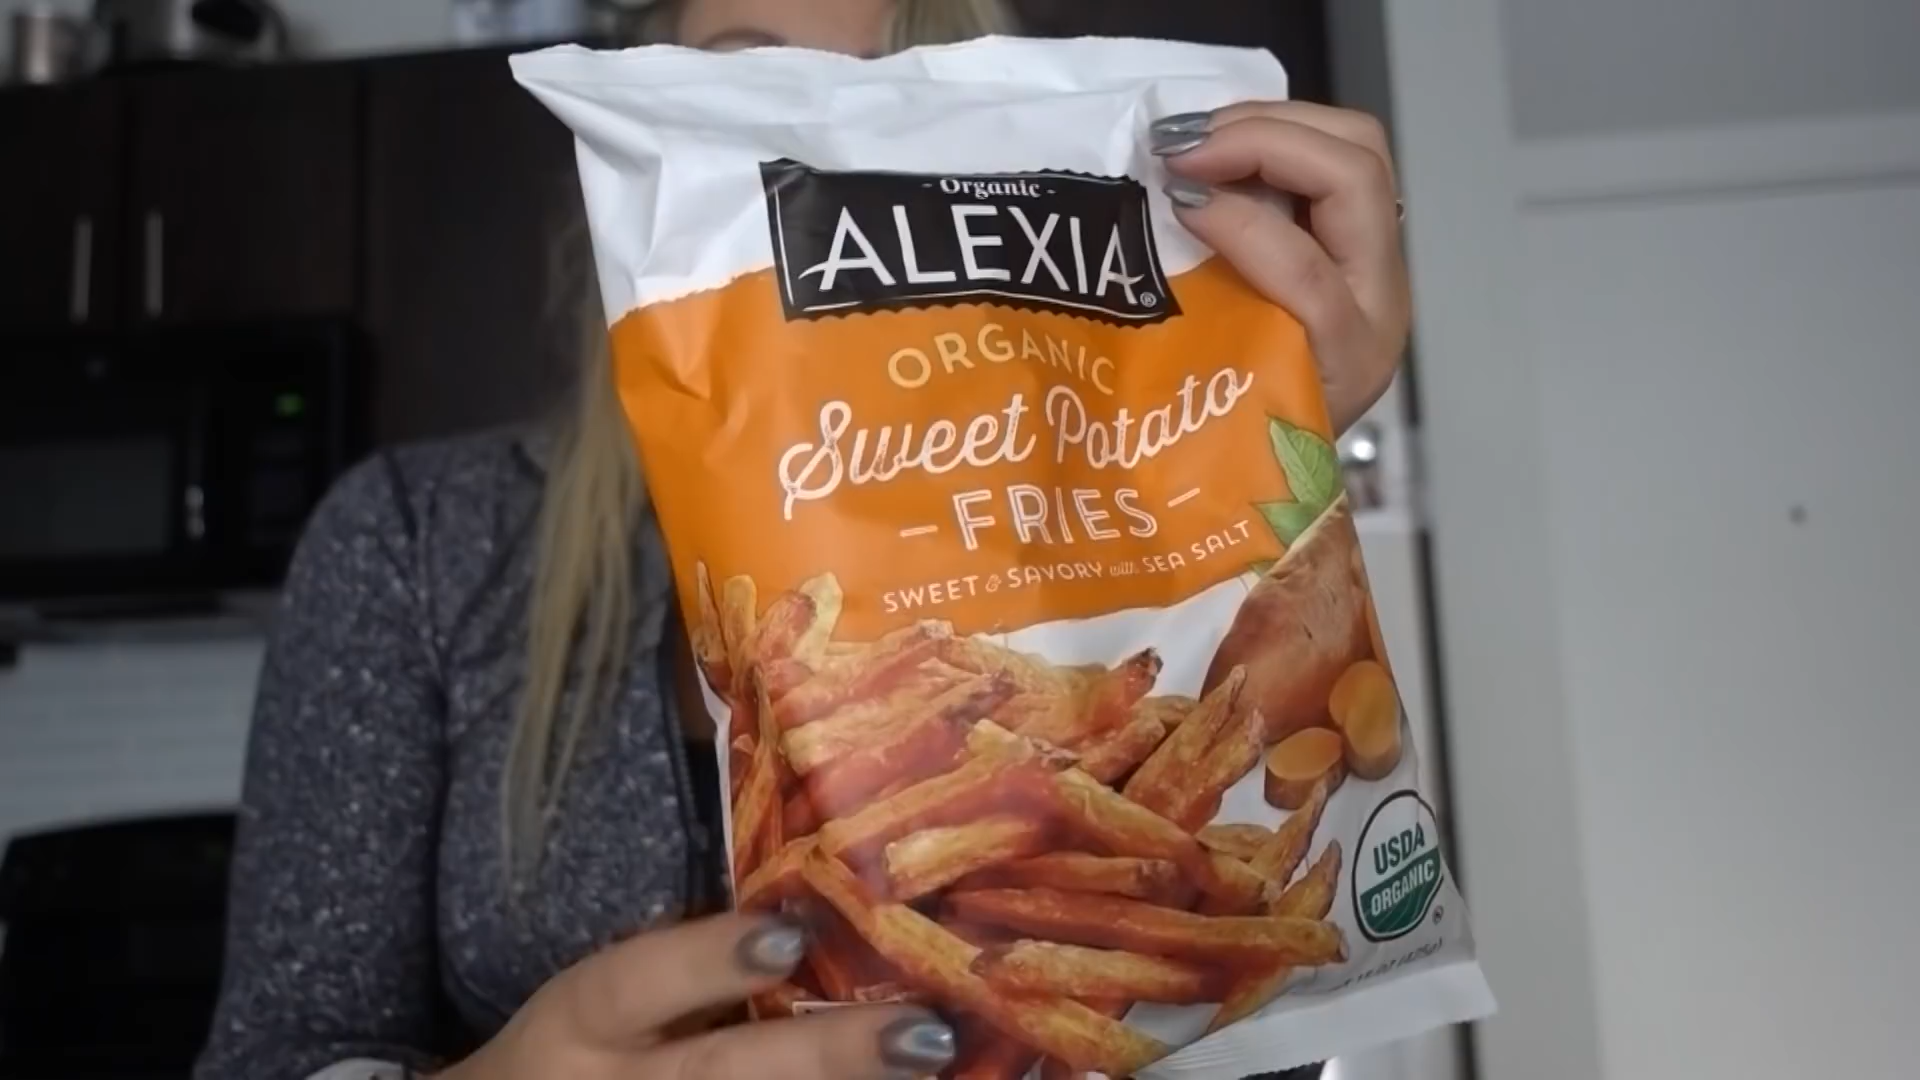 - Organic -
ALEXIA®
ORGANIC
Sweet Potato
- FRIES -
SWEET & SAVORY with SEA SALT
USDA
ORGANIC